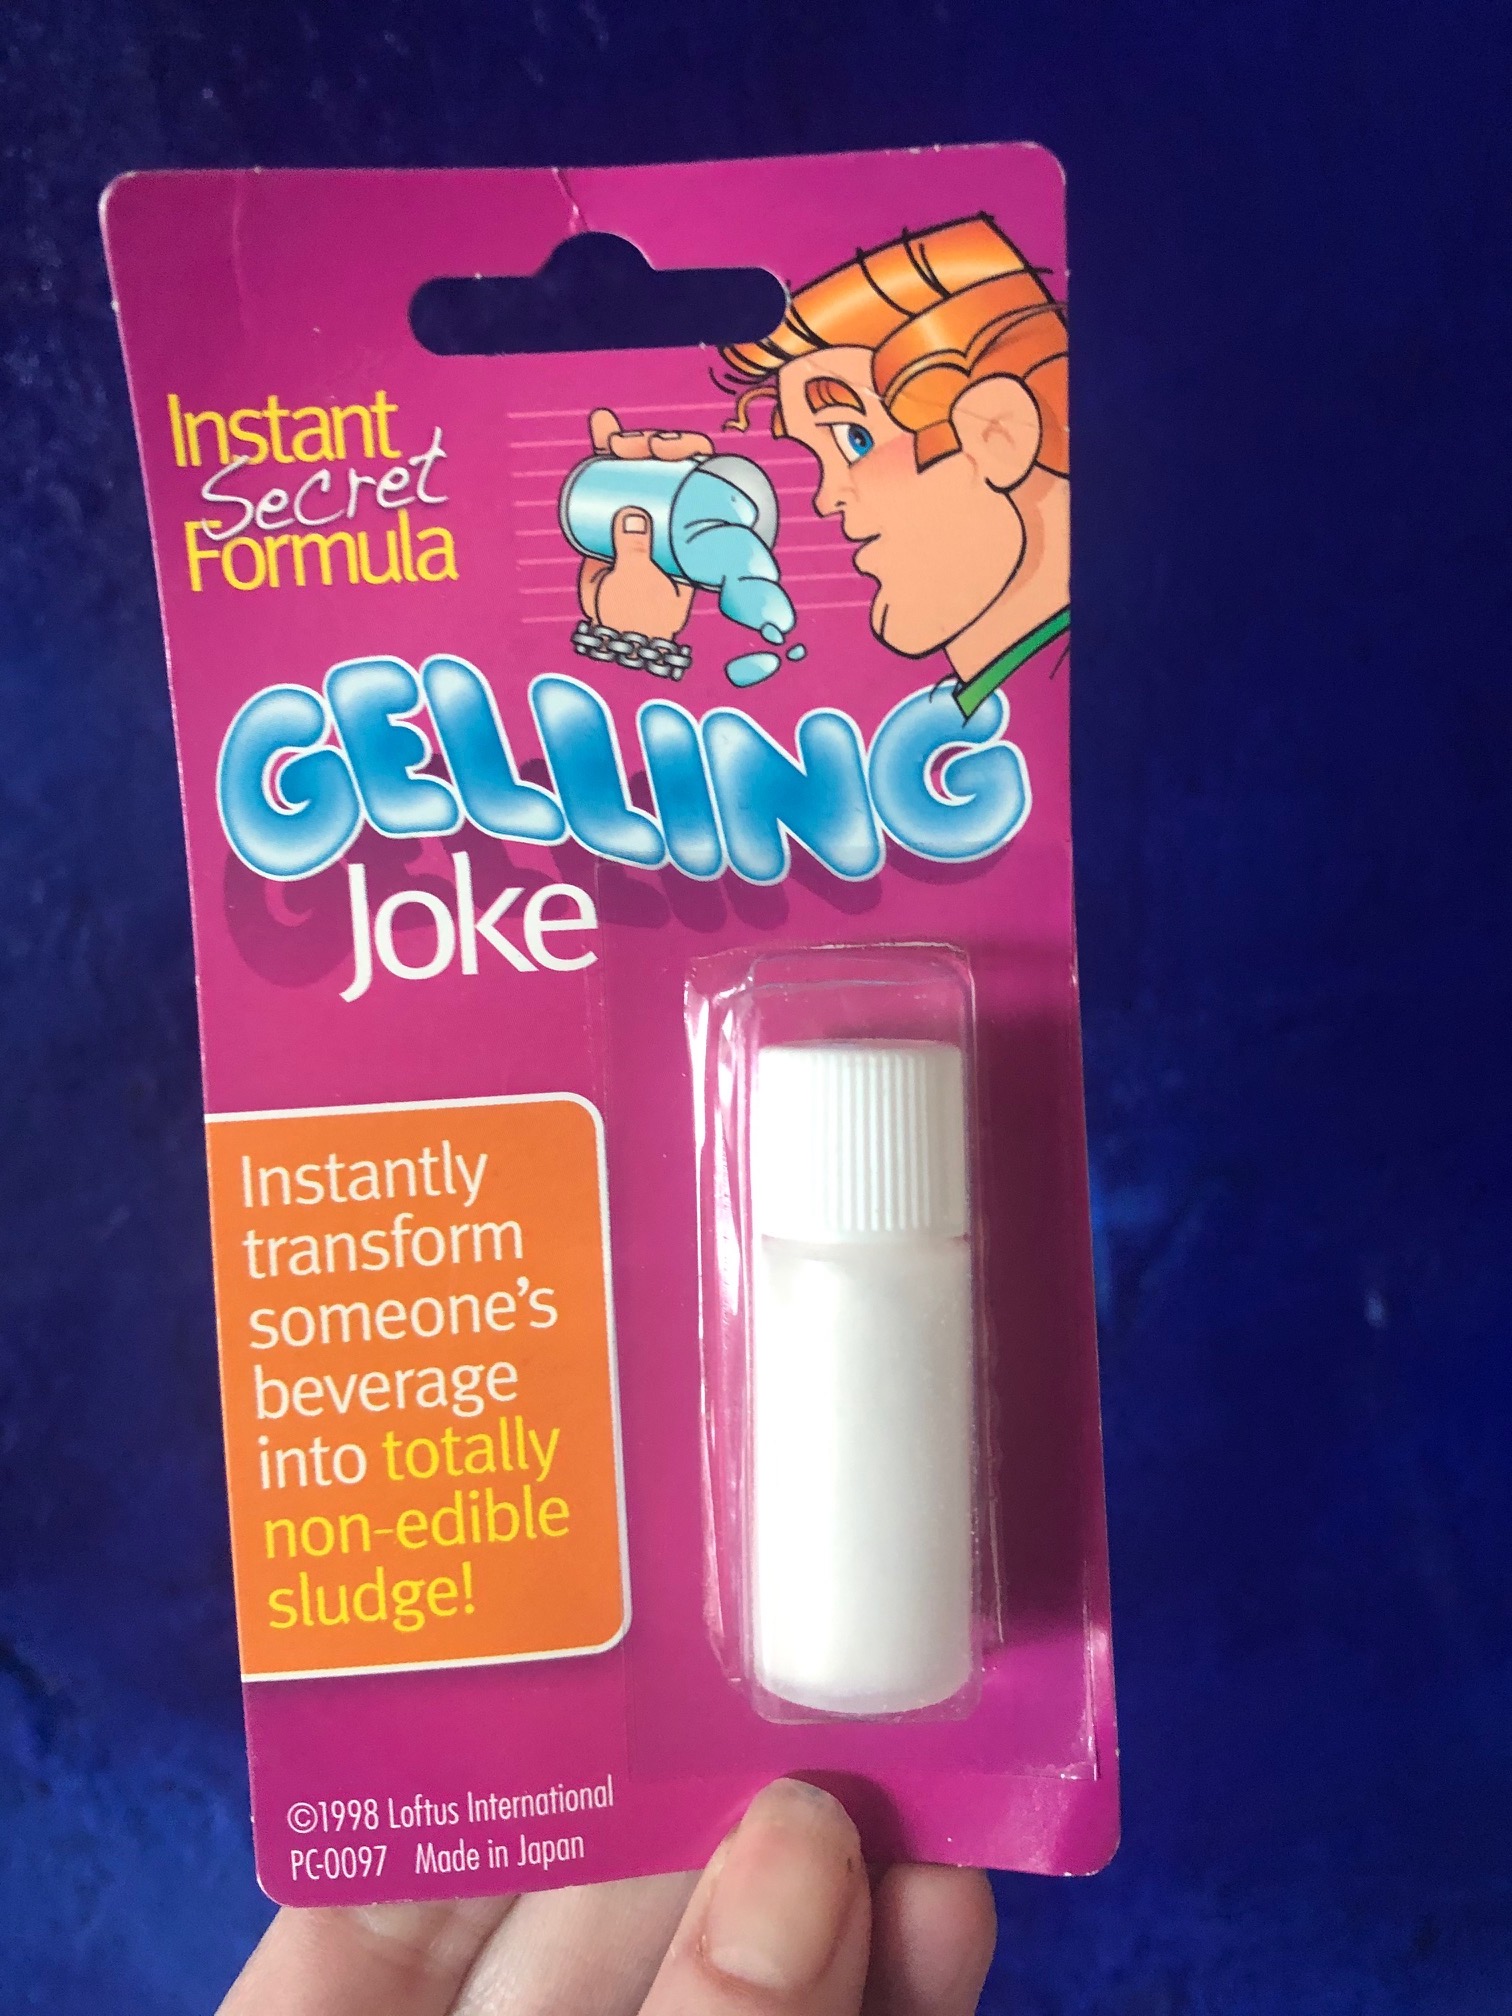 Instant
Secret
Formula
GELLING
Joke
Instantly
transform
someone's
beverage
into totally
non-edible
sludge!
©1998 Loftus International
PC-0097 Made in Japan